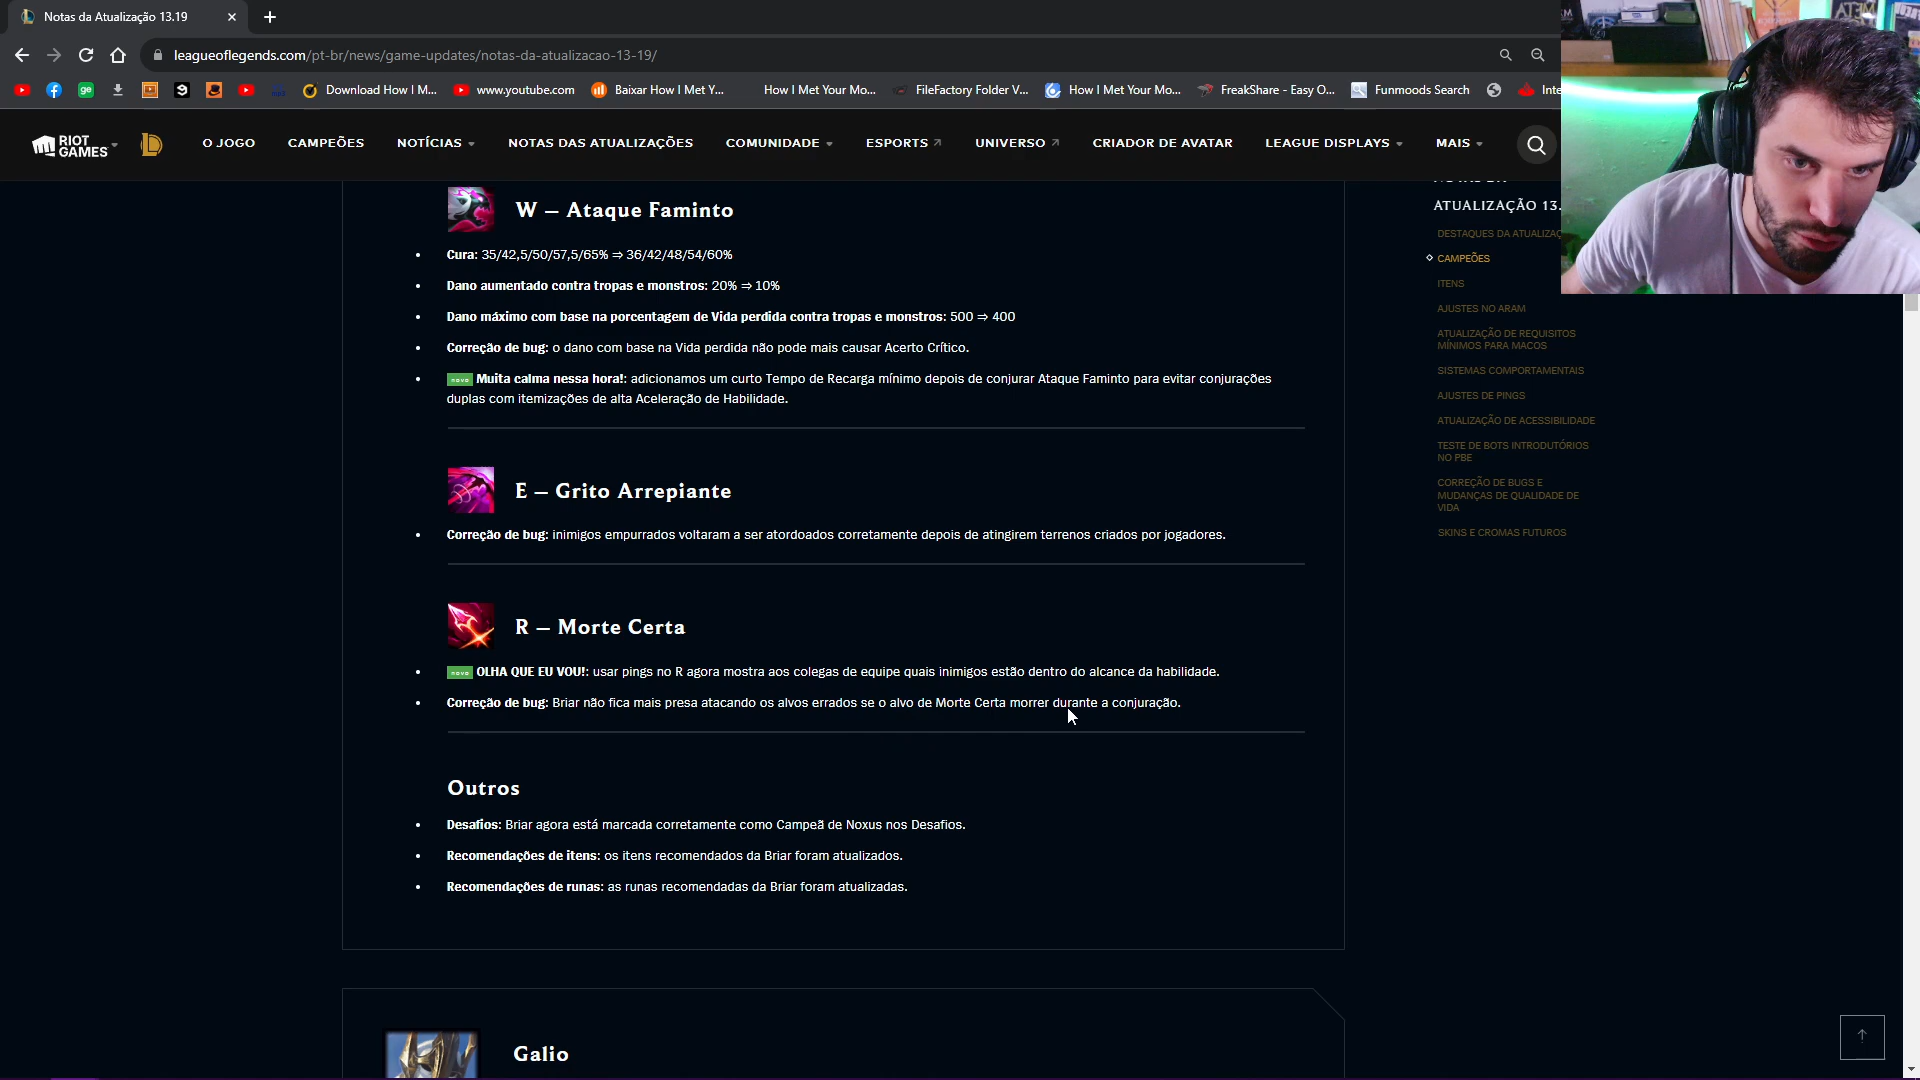 Notas da Atualização 13.19
leagueoflegends.com/pt-br/news/game-updates/notas-da-atualizacao-13-19/
Download How I M...
www.youtube.com
Baixar How I Met Y...
How I Met Your Mo...
FileFactory Folder V...
How I Met Your Mo...
FreakShare - Easy O...
Funmoods Search
Inte
RIOT GAMES
O JOGO
CAMPEÕES
NOTÍCIAS
NOTAS DAS ATUALIZAÇÕES
COMUNIDADE
ESPORTS
UNIVERSO
CRIADOR DE AVATAR
LEAGUE DISPLAYS
MAIS
W – Ataque Faminto
Cura: 35/42,5/50/57,5/65% ⇒ 36/42/48/54/60%
Dano aumentado contra tropas e monstros: 20% ⇒ 10%
Dano máximo com base na porcentagem de Vida perdida contra tropas e monstros: 500 ⇒ 400
Correção de bug: o dano com base na Vida perdida não pode mais causar Acerto Crítico.
novo Muita calma nessa hora!: adicionamos um curto Tempo de Recarga mínimo depois de conjurar Ataque Faminto para evitar conjurações
duplas com itemizações de alta Aceleração de Habilidade.
E – Grito Arrepiante
Correção de bug: inimigos empurrados voltaram a ser atordoados corretamente depois de atingirem terrenos criados por jogadores.
R – Morte Certa
novo OLHA QUE EU VOU!: usar pings no R agora mostra aos colegas de equipe quais inimigos estão dentro do alcance da habilidade.
Correção de bug: Briar não fica mais presa atacando os alvos errados se o alvo de Morte Certa morrer durante a conjuração.
Outros
Desafios: Briar agora está marcada corretamente como Campeã de Noxus nos Desafios.
Recomendações de itens: os itens recomendados da Briar foram atualizados.
Recomendações de runas: as runas recomendadas da Briar foram atualizadas.
Galio
ATUALIZAÇÃO 13.
DESTAQUES DA ATUALIZAÇ
CAMPEÕES
ITENS
AJUSTES NO ARAM
ATUALIZAÇÃO DE REQUISITOS
MÍNIMOS PARA MACOS
SISTEMAS COMPORTAMENTAIS
AJUSTES DE PINGS
ATUALIZAÇÃO DE ACESSIBILIDADE
TESTE DE BOTS INTRODUTÓRIOS
NO PBE
CORREÇÃO DE BUGS E
MUDANÇAS DE QUALIDADE DE
VIDA
SKINS E CROMAS FUTUROS